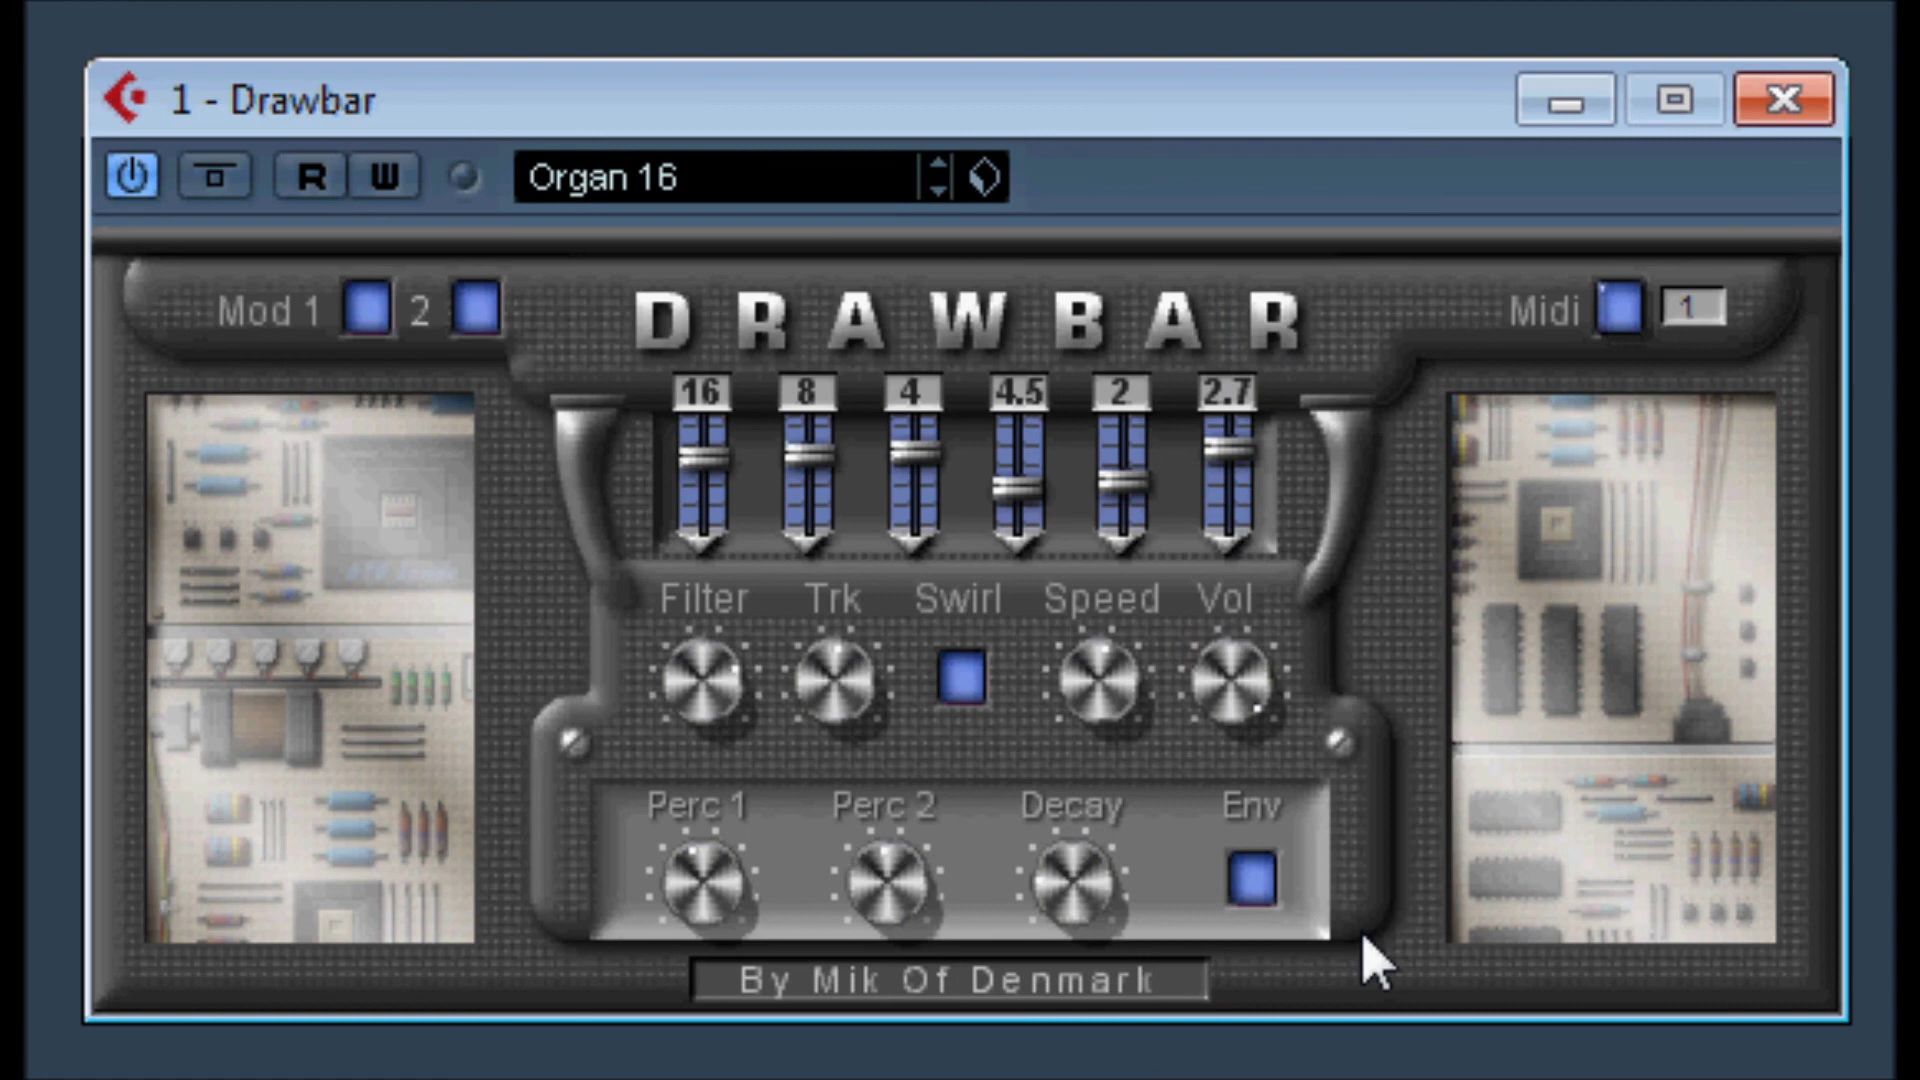 1 - Drawbar
R W Organ 16
Mod 1 2 DRAWBAR Midi 1
16 8 4 4.5 2 2.7
Filter Trk Swirl Speed Vol
Perc 1 Perc 2 Decay Env
By Mik Of Denmark